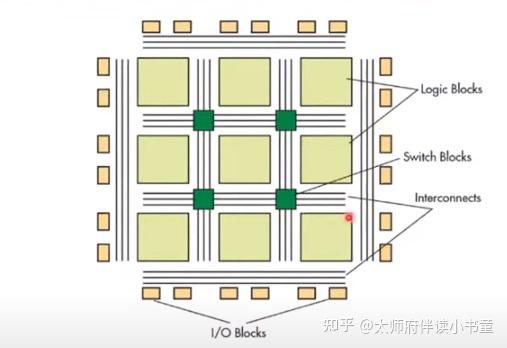 Logic Blocks
Switch Blocks
Interconnects
I/O Blocks
知乎 @太师府伴读小书童